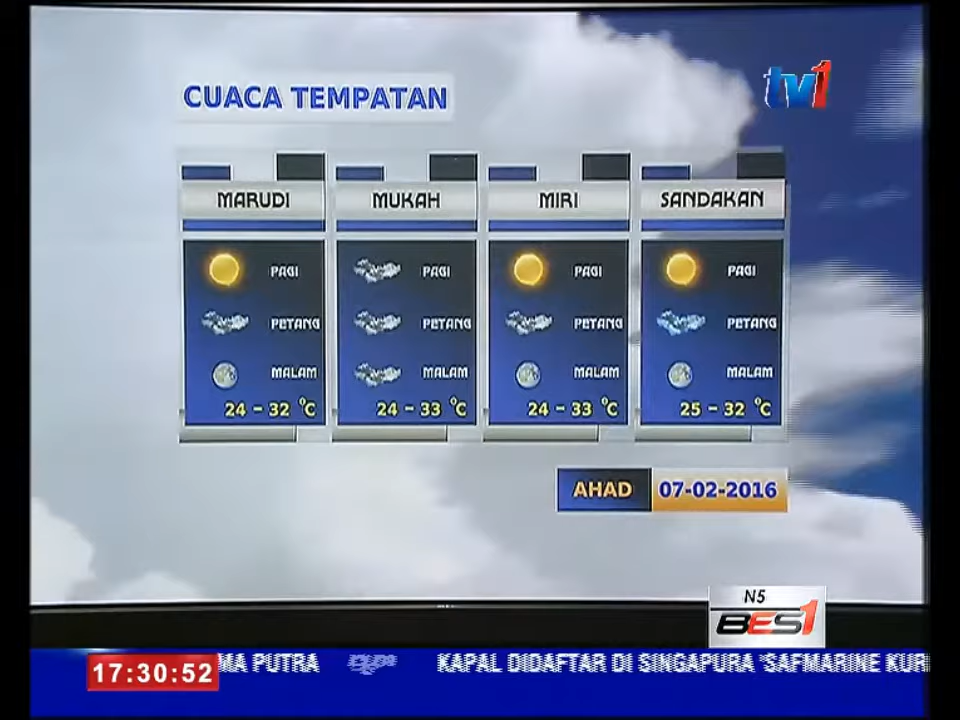 tv1
CUACA TEMPATAN
MARUDI
PAGI
PETANG
MALAM
24 - 32 °C
MUKAH
PAGI
PETANG
MALAM
24 - 33 °C
MIRI
PAGI
PETANG
MALAM
24 - 33 °C
SANDAKAN
PAGI
PETANG
MALAM
25 - 32 °C
AHAD 07-02-2016
N5
BES1
17:30:52 MA PUTRA KAPAL DIDAFTAR DI SINGAPURA 'SAFMARINE KUR